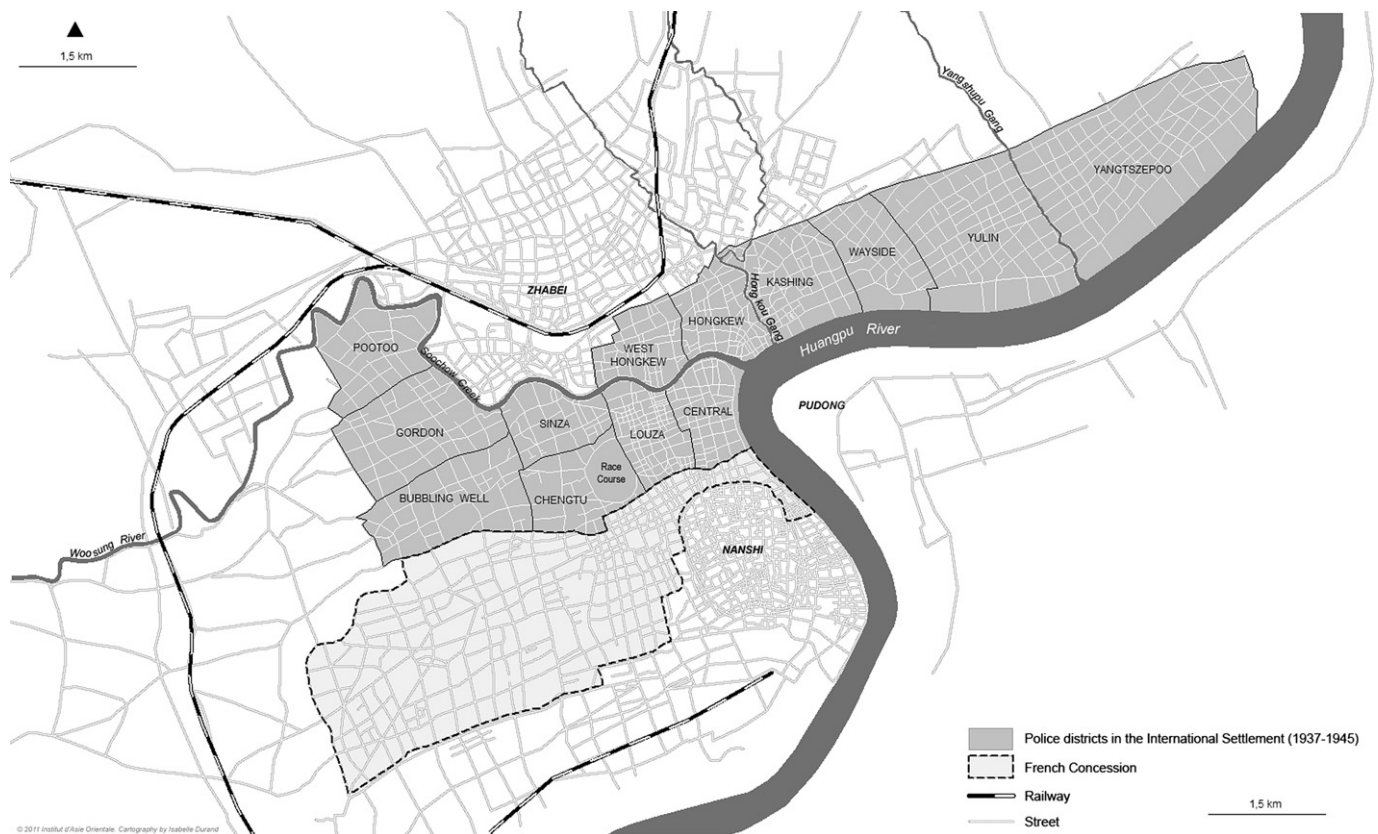 1,5 km
Yangshupu Gang
YANGTSZEPOO
YULIN
WAYSIDE
KASHING
Hong kou Gang
ZHABEI
HONGKEW
Huangpu River
WEST
HONGKEW
POOTOO
Soochow Creek
PUDONG
CENTRAL
SINZA
LOUZA
GORDON
Race
Course
BUBBLING WELL
CHENGTU
NANSHI
Woosung River
Police districts in the International Settlement (1937-1945)
French Concession
Railway
Street
1,5 km
© 2011 Institut d'Asie Orientale. Cartography by Isabelle Durand